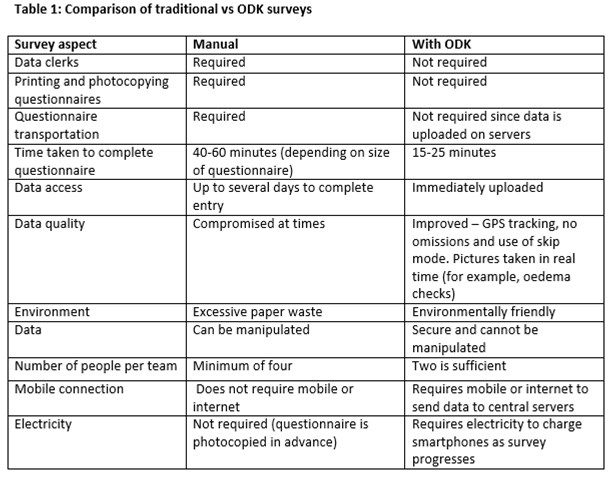 Table 1: Comparison of traditional vs ODK surveys
Survey aspect Manual With ODK
Data clerks Required Not required
Printing and photocopying Required Not required
questionnaires
Questionnaire Required Not required since data is
transportation uploaded on servers
Time taken to complete 40-60 minutes (depending on size 15-25 minutes
questionnaire of questionnaire)
Data access Up to several days to complete Immediately uploaded
entry
Data quality Compromised at times Improved – GPS tracking, no
omissions and use of skip
mode. Pictures taken in real
time (for example, oedema
checks)
Environment Excessive paper waste Environmentally friendly
Data Can be manipulated Secure and cannot be
manipulated
Number of people per team Minimum of four Two is sufficient
Mobile connection Does not require mobile or Requires mobile or internet to
internet send data to central servers
Electricity Not required (questionnaire is Requires electricity to charge
photocopied in advance) smartphones as survey
progresses